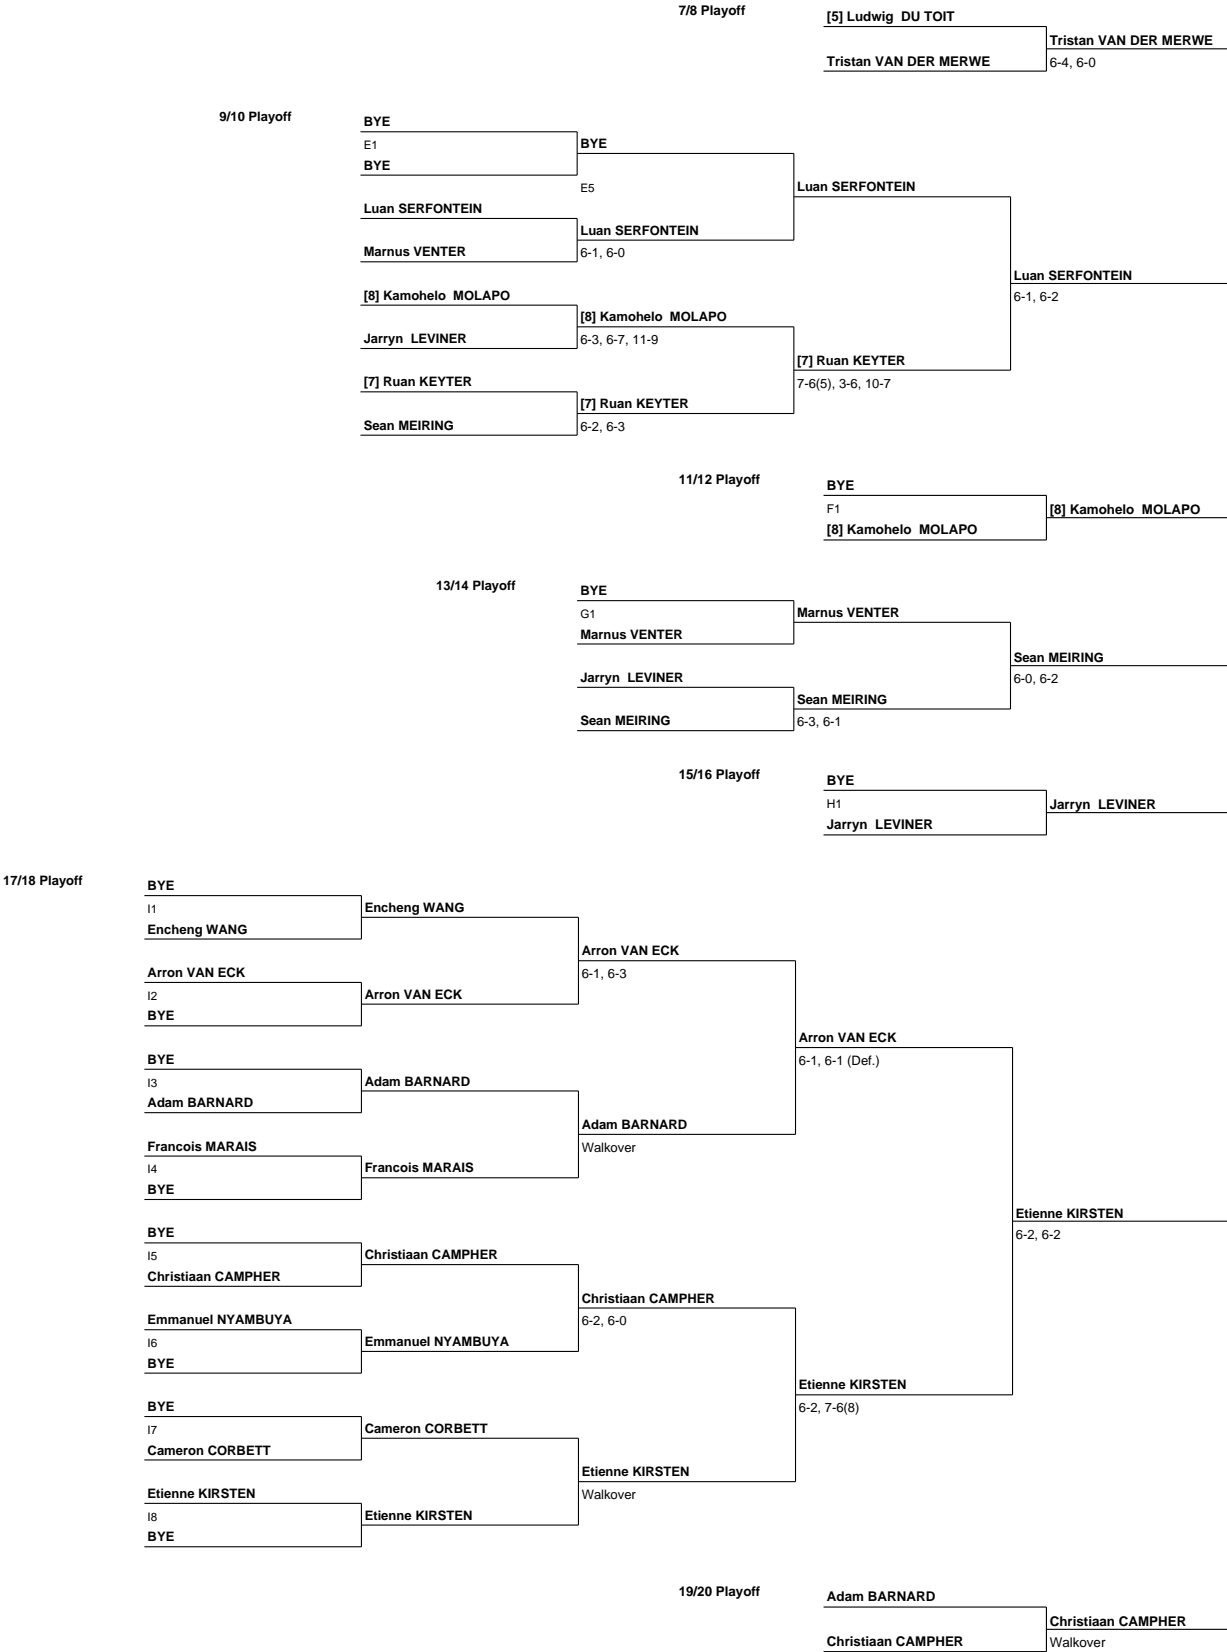 7/8 Playoff
[5] Ludwig DU TOIT
Tristan VAN DER MERWE
Tristan VAN DER MERWE
6-4, 6-0
9/10 Playoff
BYE
E1
BYE
BYE
E5
Luan SERFONTEIN
Luan SERFONTEIN
Luan SERFONTEIN
Marnus VENTER
6-1, 6-0
Luan SERFONTEIN
6-1, 6-2
[8] Kamohelo MOLAPO
[8] Kamohelo MOLAPO
Jarryn LEVINER
6-3, 6-7, 11-9
[7] Ruan KEYTER
7-6(5), 3-6, 10-7
[7] Ruan KEYTER
[7] Ruan KEYTER
Sean MEIRING
6-2, 6-3
11/12 Playoff
BYE
F1
[8] Kamohelo MOLAPO
[8] Kamohelo MOLAPO
13/14 Playoff
BYE
G1
Marnus VENTER
Marnus VENTER
Sean MEIRING
6-0, 6-2
Jarryn LEVINER
Sean MEIRING
Sean MEIRING
6-3, 6-1
15/16 Playoff
BYE
H1
Jarryn LEVINER
Jarryn LEVINER
17/18 Playoff
BYE
I1
Encheng WANG
Encheng WANG
Arron VAN ECK
6-1, 6-3
Arron VAN ECK
I2
Arron VAN ECK
BYE
Arron VAN ECK
6-1, 6-1 (Def.)
BYE
I3
Adam BARNARD
Adam BARNARD
Adam BARNARD
Walkover
Francois MARAIS
I4
Francois MARAIS
BYE
Etienne KIRSTEN
6-2, 6-2
BYE
I5
Christiaan CAMPHER
Christiaan CAMPHER
Christiaan CAMPHER
6-2, 6-0
Emmanuel NYAMBUYA
I6
Emmanuel NYAMBUYA
BYE
Etienne KIRSTEN
6-2, 7-6(8)
BYE
I7
Cameron CORBETT
Cameron CORBETT
Etienne KIRSTEN
Walkover
Etienne KIRSTEN
I8
Etienne KIRSTEN
BYE
19/20 Playoff
Adam BARNARD
Christiaan CAMPHER
Christiaan CAMPHER
Walkover